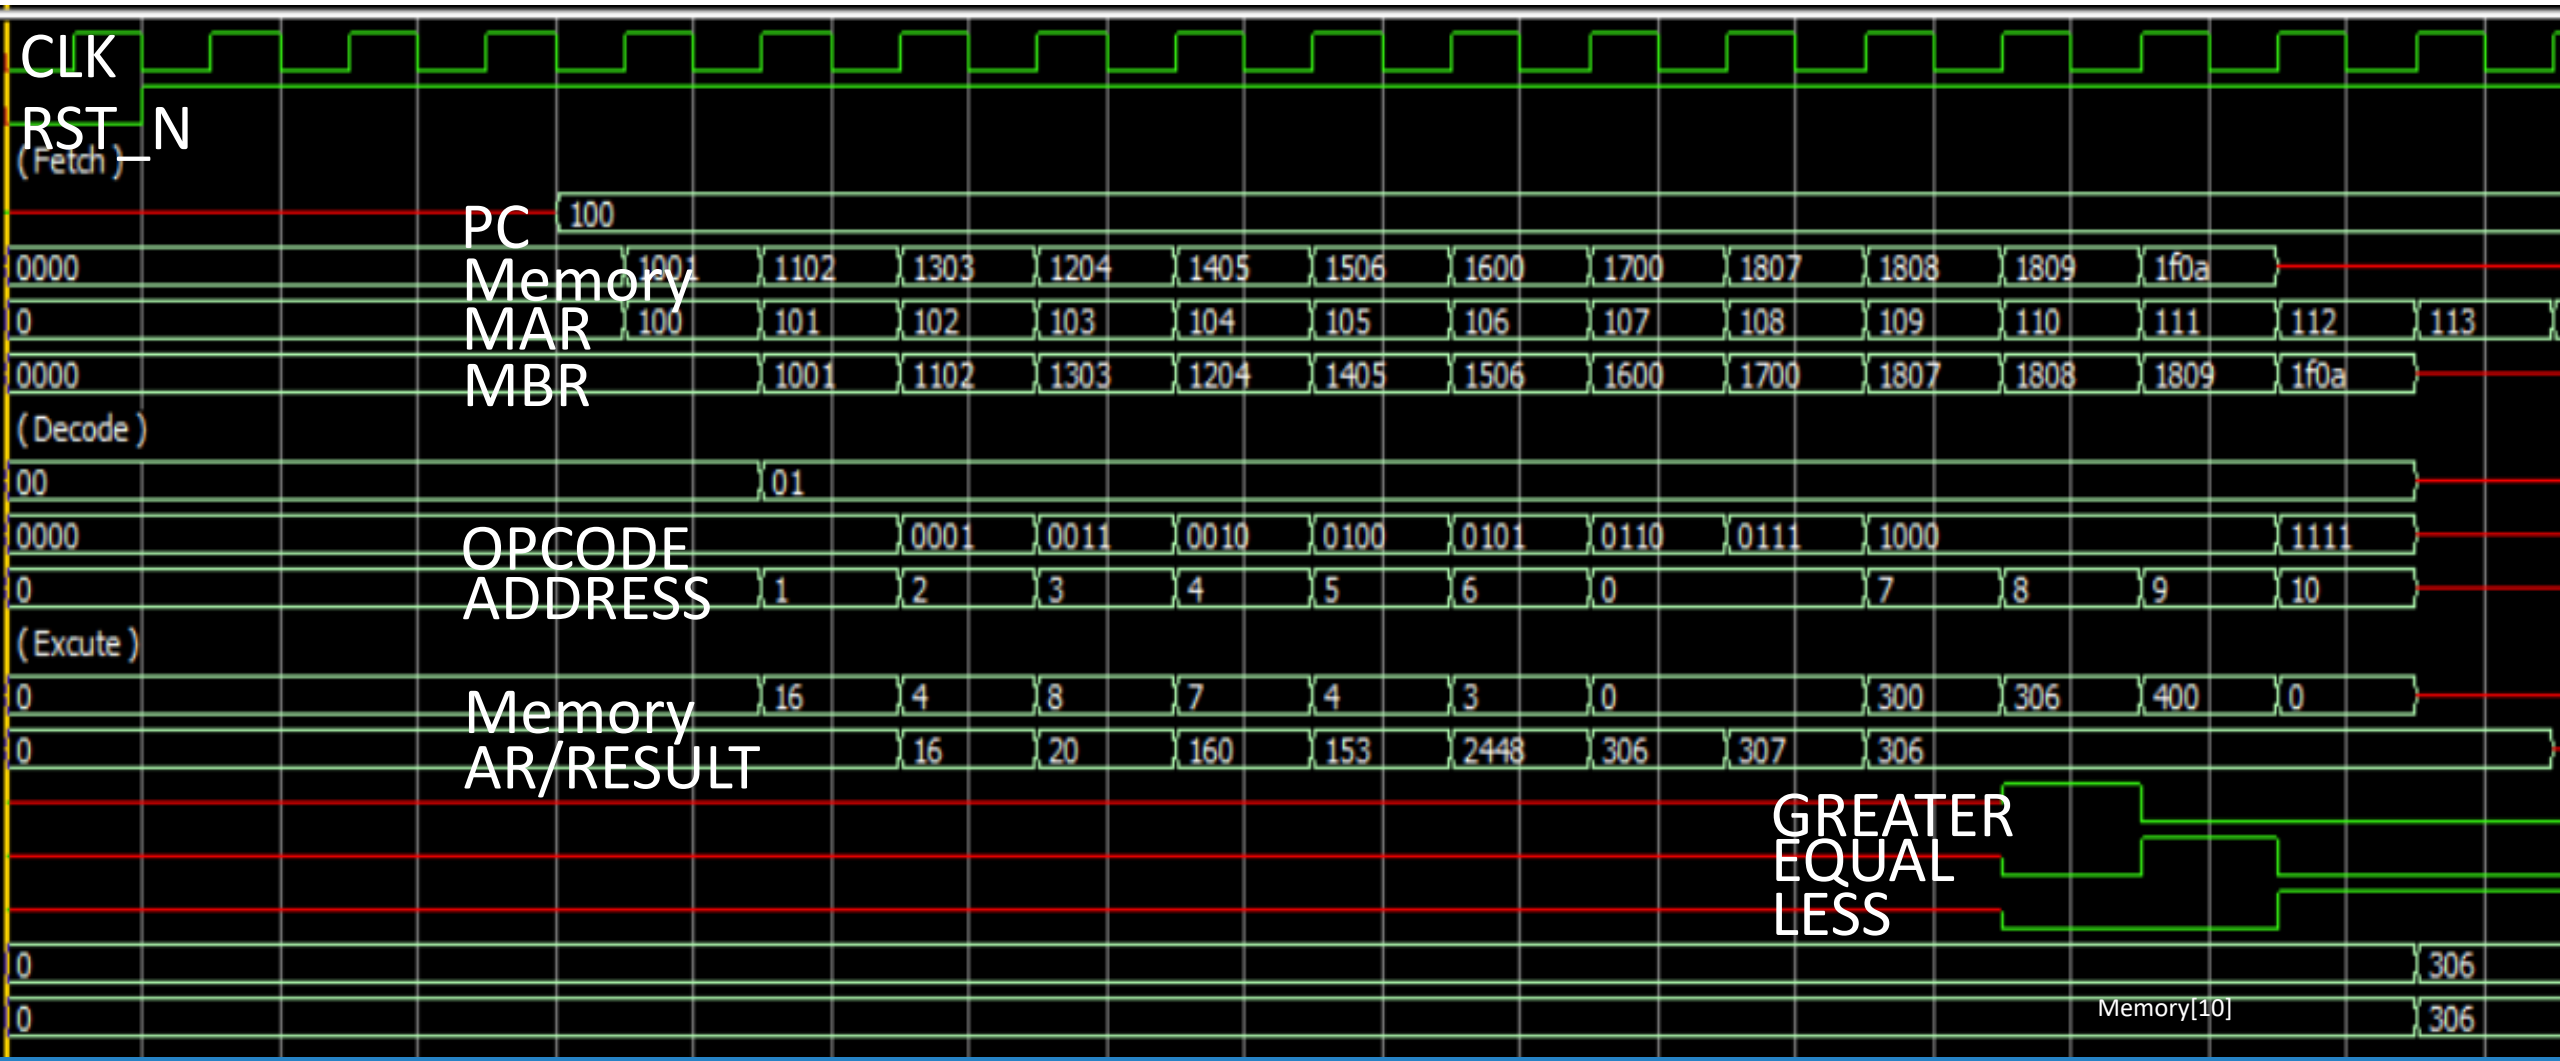 CLK
RST_N
(Fetch)
PC 100
0000 Memory 1001 1102 1303 1204 1405 1506 1600 1700 1807 1808 1809 1f0a
0 MAR 100 101 102 103 104 105 106 107 108 109 110 111 112 113
0000 MBR 1001 1102 1303 1204 1405 1506 1600 1700 1807 1808 1809 1f0a
(Decode)
00 01
0000 OPCODE 0001 0011 0010 0100 0101 0110 0111 1000 1111
0 ADDRESS 1 2 3 4 5 6 0 7 8 9 10
(Excute)
0 Memory 16 4 8 7 4 3 0 300 306 400 0
0 AR/RESULT 16 20 160 153 2448 306 307 306
GREATER
EQUAL
LESS
0 306
0 Memory[10] 306